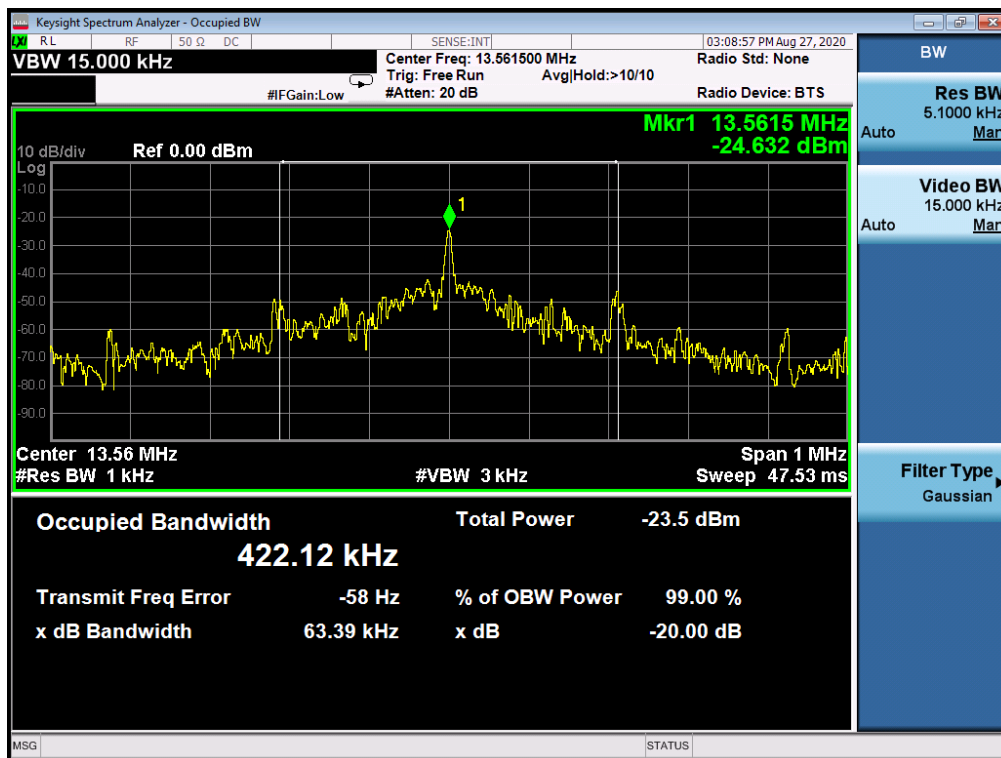 Keysight Spectrum Analyzer - Occupied BW
LXI RL RF 50 Ω DC SENSE:INT 03:08:57 PM Aug 27, 2020
VBW 15.000 kHz
Center Freq: 13.561500 MHz
Radio Std: None
Trig: Free Run Avg|Hold:>10/10
#IFGain:Low
#Atten: 20 dB
Radio Device: BTS
Mkr1 13.5615 MHz
-24.632 dBm
10 dB/div Ref 0.00 dBm
Log
-10.0
-20.0
-30.0
-40.0
-50.0
-60.0
-70.0
-80.0
-90.0
1
Center 13.56 MHz Span 1 MHz
#Res BW 1 kHz #VBW 3 kHz Sweep 47.53 ms
Occupied Bandwidth Total Power -23.5 dBm
422.12 kHz
Transmit Freq Error -58 Hz % of OBW Power 99.00 %
x dB Bandwidth 63.39 kHz x dB -20.00 dB
MSG STATUS
BW
Res BW
5.1000 kHz
Auto Man
Video BW
15.000 kHz
Auto Man
Filter Type
Gaussian